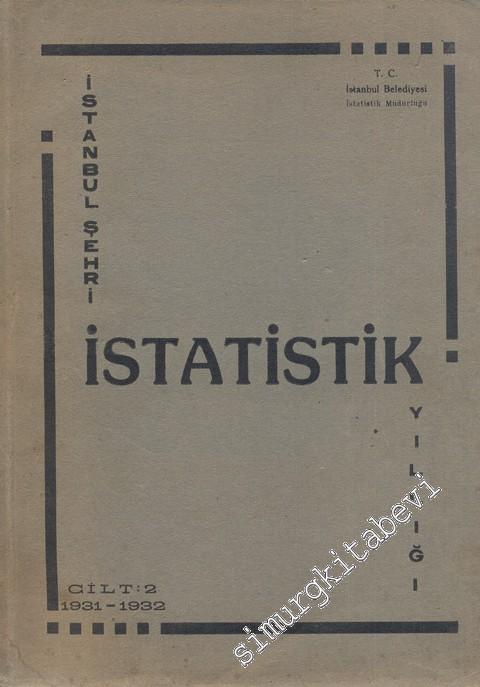 T. C.
İstanbul Belediyesi
İstatistik Müdürlüğü
İSTANBUL ŞEHRİ
İSTATİSTİK
YILLIĞI
CİLT: 2
1931-1932
simurgkitabevi